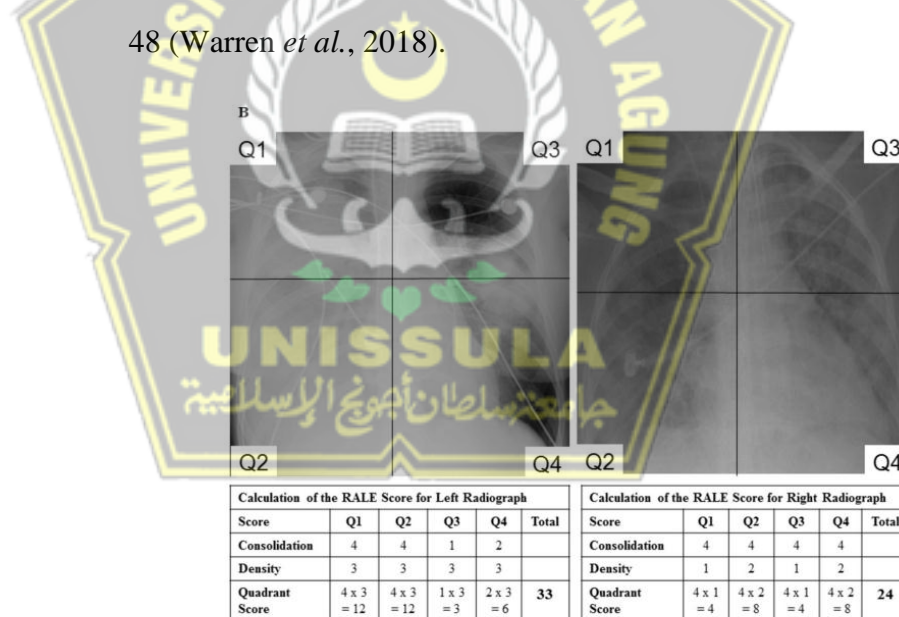 48 (Warren et al., 2018).
UNIVERSITAS ISLAM SULTAN AGUNG
B
Q1 Q3 Q1 Q3
UNISSULA
جامعة سلطان أجونج الإسلامية
Q2 Q4 Q2 Q4
Calculation of the RALE Score for Left Radiograph
Score Q1 Q2 Q3 Q4 Total
Consolidation 4 4 1 2
Density 3 3 3 3
Quadrant Score 4 x 3 = 12 4 x 3 = 12 1 x 3 = 3 2 x 3 = 6 33
Calculation of the RALE Score for Right Radiograph
Score Q1 Q2 Q3 Q4 Total
Consolidation 4 4 4 4
Density 1 2 1 2
Quadrant Score 4 x 1 = 4 4 x 2 = 8 4 x 1 = 4 4 x 2 = 8 24